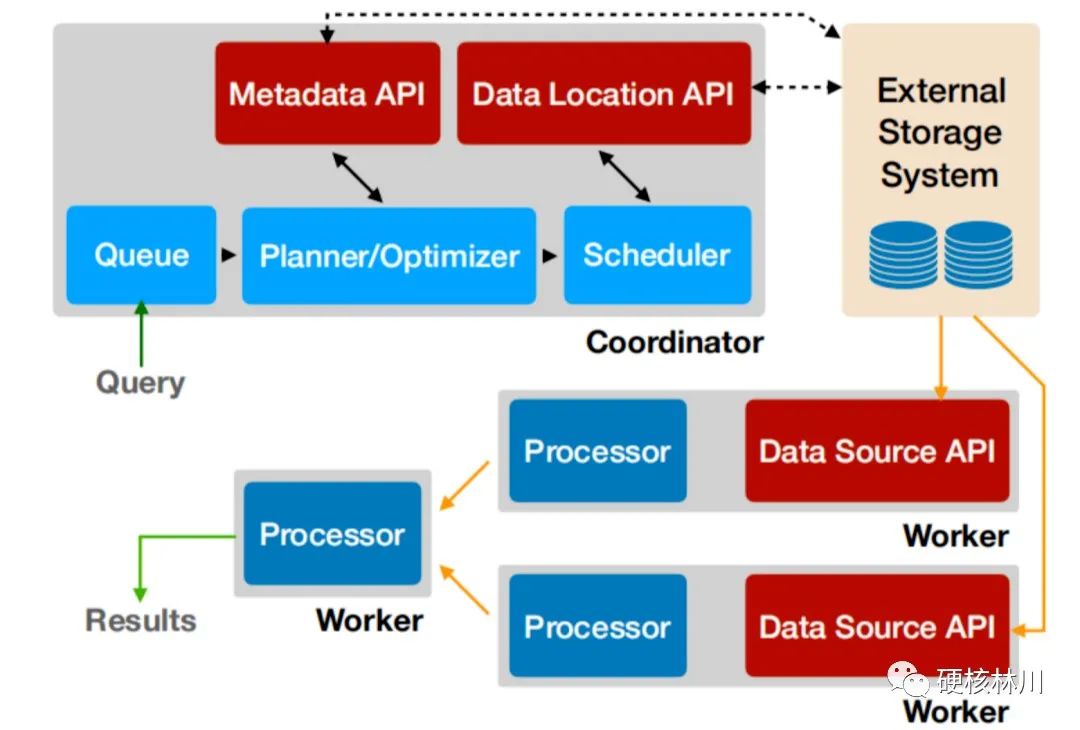 Metadata API
Data Location API
External
Storage
System
Queue
Planner/Optimizer
Scheduler
Coordinator
Query
Processor
Data Source API
Worker
Processor
Worker
Results
Processor
Data Source API
Worker
硬核林川